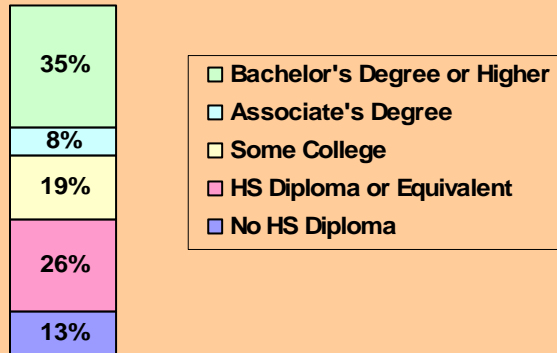 35%
8%
19%
26%
13%
Bachelor's Degree or Higher
Associate's Degree
Some College
HS Diploma or Equivalent
No HS Diploma